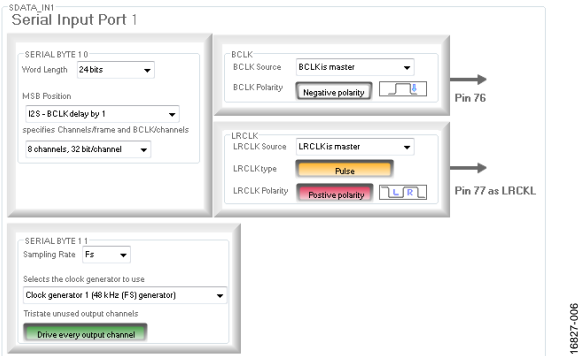 SDATA_IN1
Serial Input Port 1
SERIAL BYTE 1 0
Word Length 24 bits
MSB Position
I2S - BCLK delay by 1
specifies Channels/frame and BCLK/channels
8 channels, 32 bit/channel
BCLK
BCLK Source BCLK is master
BCLK Polarity Negative polarity
Pin 76
LRCLK
LRCLK Source LRCLK is master
LRCLK type Pulse
LRCLK Polarity Postive polarity L R
Pin 77 as LRCKL
SERIAL BYTE 1 1
Sampling Rate Fs
Selects the clock generator to use
Clock generator 1 (48 kHz (FS) generator)
Tristate unused output channels
Drive every output channel
16827-006